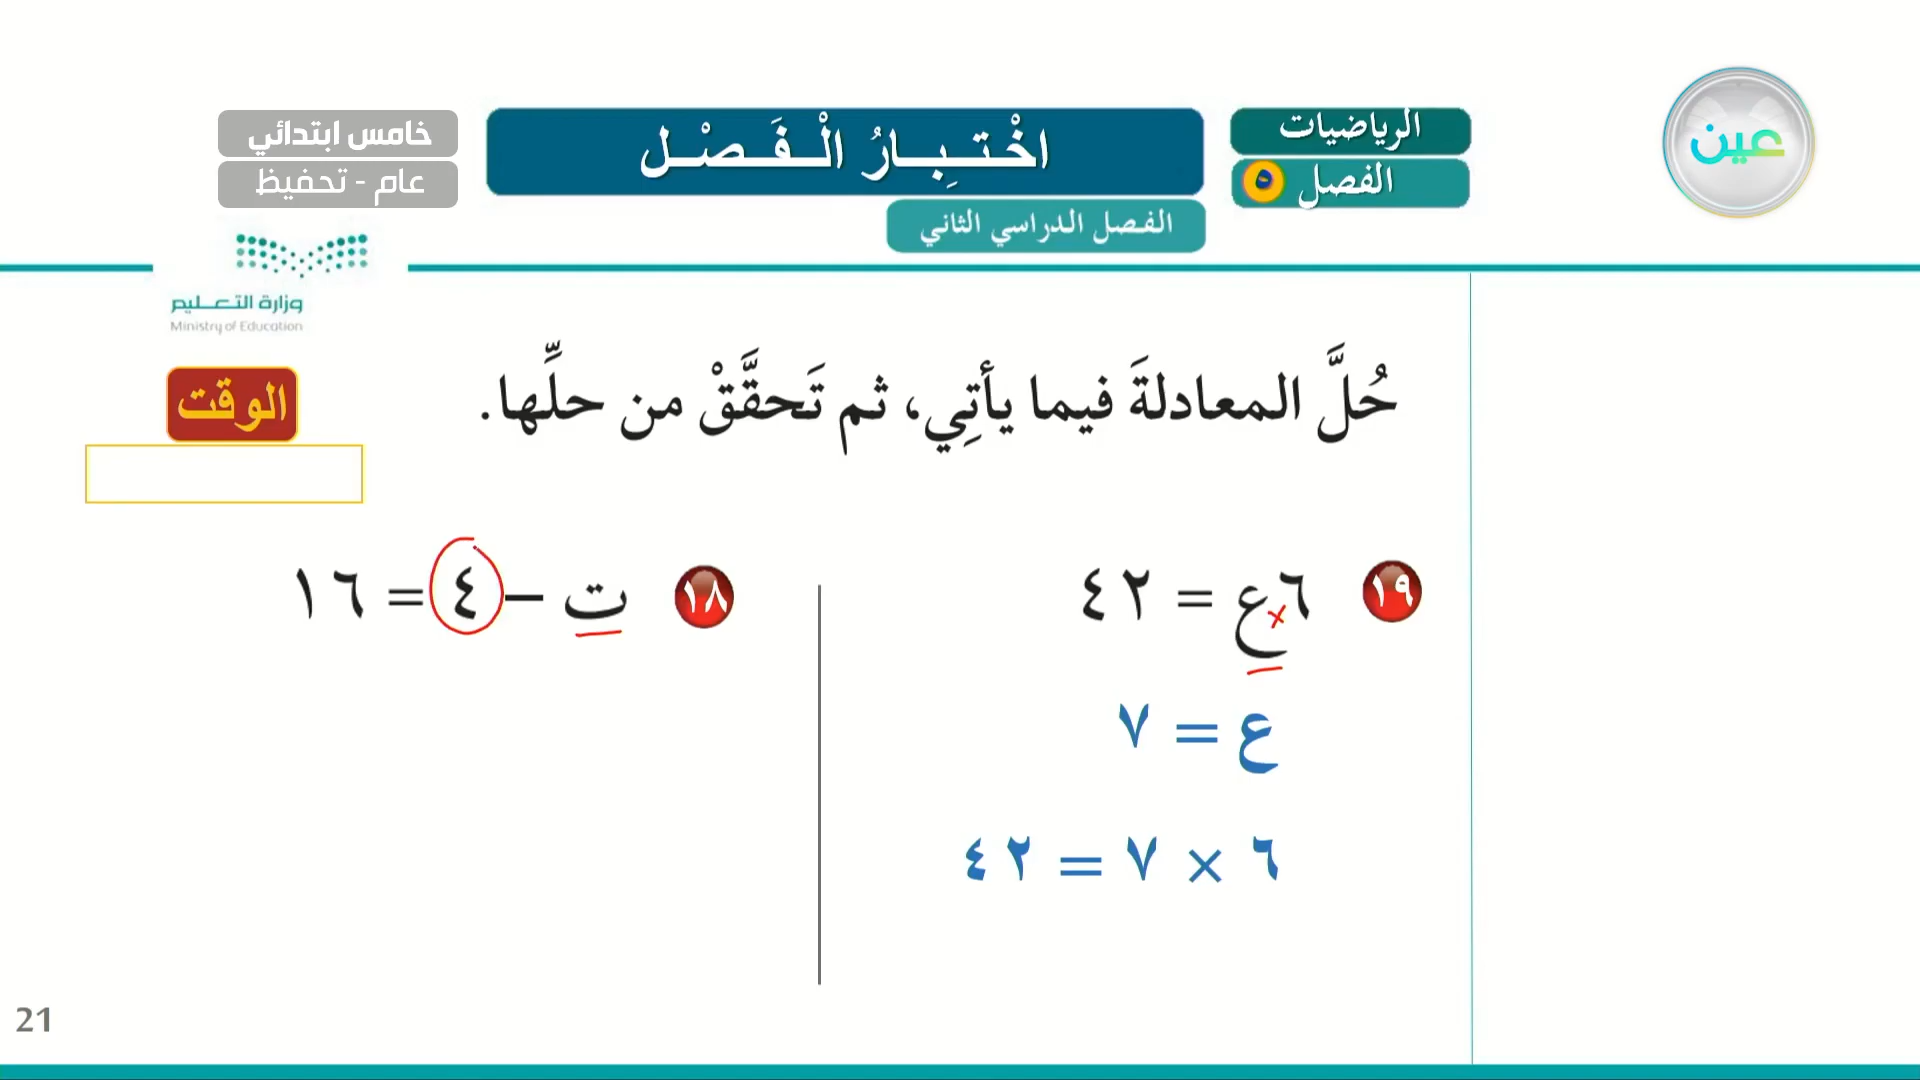 عين
الرياضيات
الفصل ٥
اخْتِبارُ الْفَصْل
الفصل الدراسي الثاني
خامس ابتدائي
عام - تحفيظ
وزارة التعليم
Ministry of Education
الوقت
حُلَّ المعادلةَ فيما يأتِي، ثم تَحقَّقْ من حلِّها.
١٩ ٦ × ع = ٤٢
ع = ٧
٦ × ٧ = ٤٢
١٨ ت − ٤ = ١٦
21